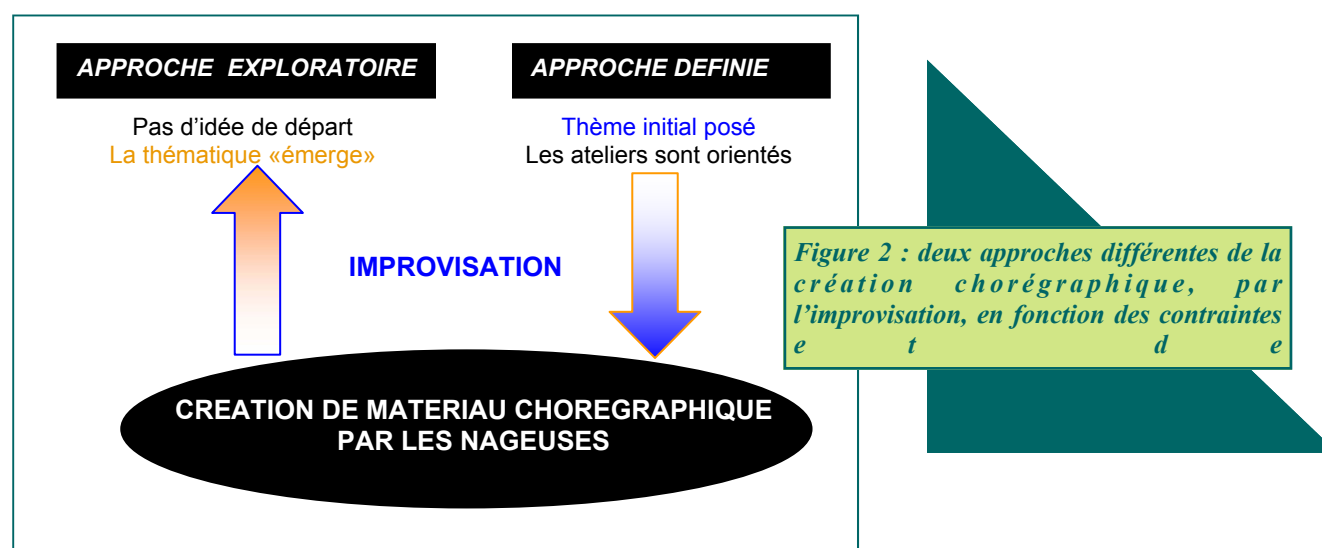 APPROCHE EXPLORATOIRE
Pas d’idée de départ
La thématique «émerge»
APPROCHE DEFINIE
Thème initial posé
Les ateliers sont orientés
IMPROVISATION
CREATION DE MATERIAU CHOREGRAPHIQUE
PAR LES NAGEUSES
Figure 2 : deux approches différentes de la
création chorégraphique, par
l’improvisation, en fonction des contraintes
et de